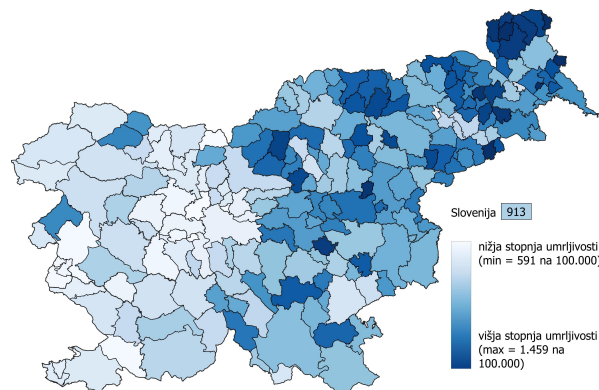 Slovenija 913
nižja stopnja umrljivosti
(min = 591 na 100.000)
višja stopnja umrljivosti
(max = 1.459 na
100.000)